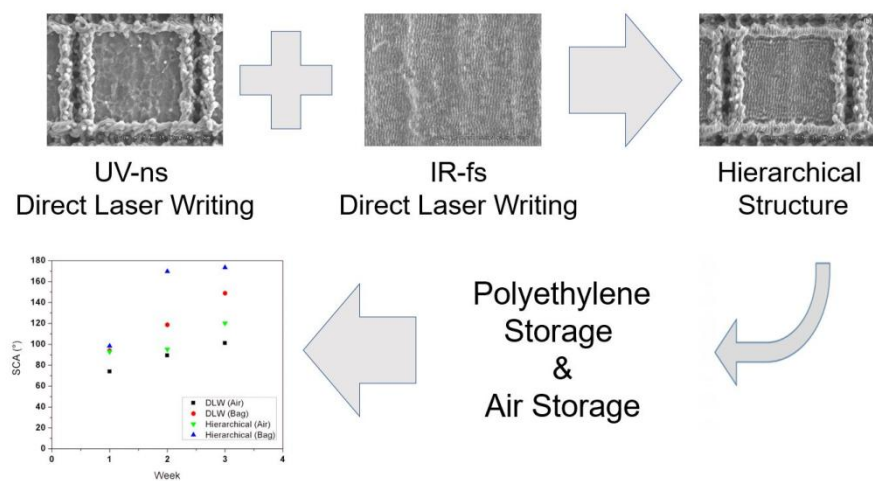 UV-ns
Direct Laser Writing
IR-fs
Direct Laser Writing
Hierarchical
Structure
180
160
140
120
100
80
60
40
20
0
SCA (°)
0
1
2
3
4
Week
DLW (Air)
DLW (Bag)
Hierarchical (Air)
Hierarchical (Bag)
Polyethylene
Storage
&
Air Storage